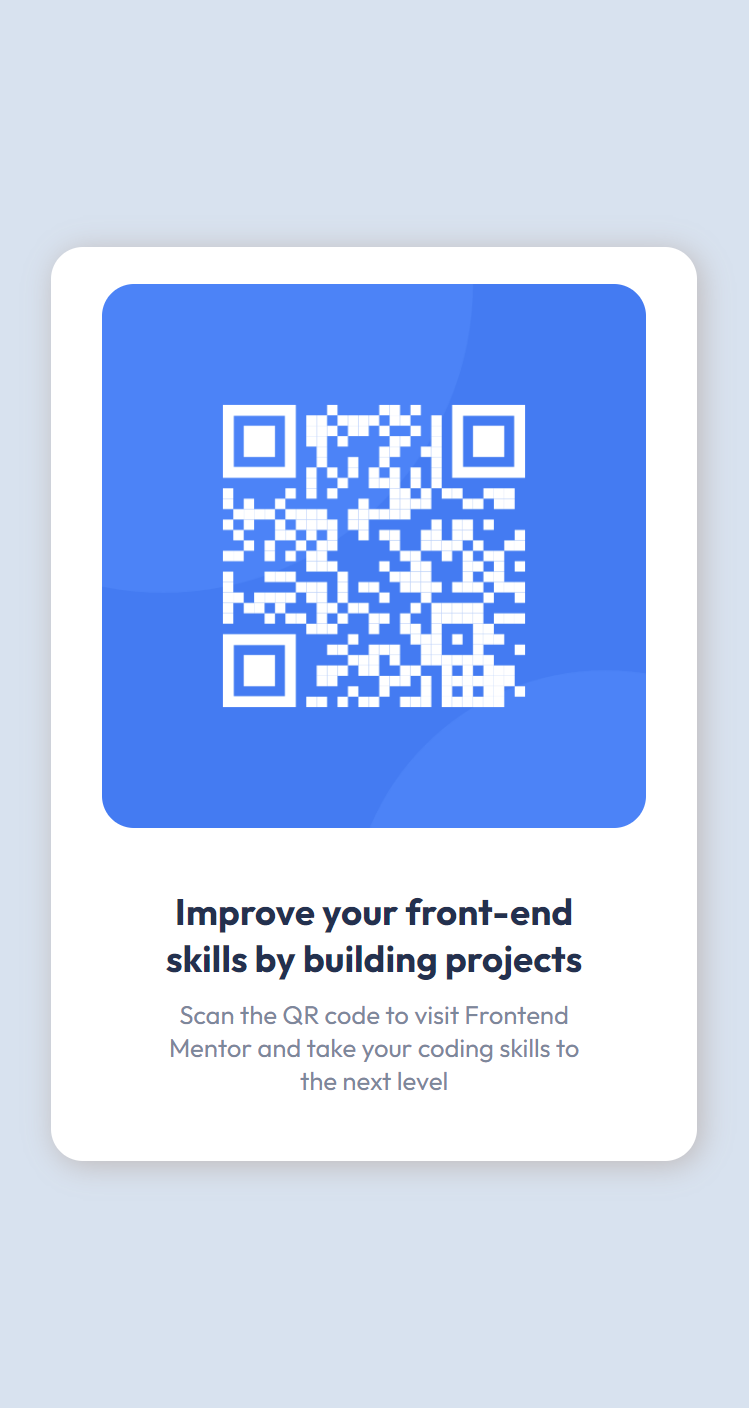 Improve your front-end
skills by building projects
Scan the QR code to visit Frontend
Mentor and take your coding skills to
the next level